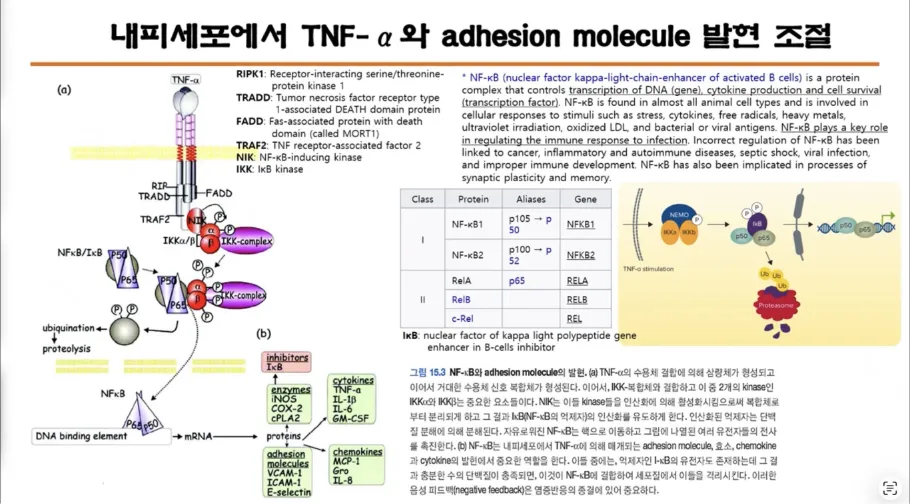 내피세포에서 TNF-α와 adhesion molecule 발현 조절
(a)
TNF-α
RIPK1: Receptor-interacting serine/threonine-
protein kinase 1
TRADD: Tumor necrosis factor receptor type
1-associated DEATH domain protein
FADD: Fas-associated protein with death
domain (called MORT1)
TRAF2: TNF receptor-associated factor 2
NIK: NF-κB-inducing kinase
IKK: IκB kinase
* NF-κB (nuclear factor kappa-light-chain-enhancer of activated B cells) is a protein
complex that controls transcription of DNA (gene), cytokine production and cell survival
(transcription factor). NF-κB is found in almost all animal cell types and is involved in
cellular responses to stimuli such as stress, cytokines, free radicals, heavy metals,
ultraviolet irradiation, oxidized LDL, and bacterial or viral antigens. NF-κB plays a key role
in regulating the immune response to infection. Incorrect regulation of NF-κB has been
linked to cancer, inflammatory and autoimmune diseases, septic shock, viral infection,
and improper immune development. NF-κB has also been implicated in processes of
synaptic plasticity and memory.
RIP
TRADD
FADD
TRAF2
NIK
α
β
P
P
IKKα/β
IKK-complex
NFκB/IκB
P50
P65
P50
P65
α
β
P
P
P
IKK-complex
P
P
ubiquination
proteolysis
NFκB
P65
P50
DNA binding element
mRNA
proteins
(b)
inhibitors
IκB
enzymes
iNOS
COX-2
cPLA2
cytokines
TNF-α
IL-Iβ
IL-6
GM-CSF
adhesion
molecules
VCAM-1
ICAM-1
E-selectin
chemokines
MCP-1
Gro
IL-8
Class Protein Aliases Gene
I NF-κB1 p105 → p50 NFKB1
NF-κB2 p100 → p52 NFKB2
II RelA p65 RELA
RelB RELB
c-Rel REL
IκB: nuclear factor of kappa light polypeptide gene
enhancer in B-cells inhibitor
TNF-α stimulation
NEMO
P
IKKa
IKKb
P
P
IκB
p50
p65
Ub
Ub
Ub
Proteasome
p50
p65
그림 15.3 NF-κB와 adhesion molecule의 발현. (a) TNF-α의 수용체 결합에 의해 삼량체가 형성되고
이어서 거대한 수용체 신호 복합체가 형성된다. 이어서, IKK-복합체와 결합하고 이 중 2개의 kinase인
IKKα와 IKKβ는 중요한 요소들이다. NIK는 이들 kinase들을 인산화에 의해 활성화시킴으로써 복합체로
부터 분리되게 하고 그 결과 IκB(NF-κB의 억제자)의 인산화를 유도하게 한다. 인산화된 억제자는 단백
질 분해에 의해 분해된다. 자유로워진 NF-κB는 핵으로 이동하고 그림에 나열된 여러 유전자들의 전사
를 촉진한다. (b) NF-κB는 내피세포에서 TNF-α에 의해 매개되는 adhesion molecule, 효소, chemokine
과 cytokine의 발현에서 중요한 역할을 한다. 이들 중에는, 억제자인 I-κB의 유전자도 존재하는데 그 결
과 충분한 수의 단백질이 축적되면, 이것이 NF-κB에 결합하여 세포질에서 이들을 격리시킨다. 이러한
음성 피드백(negative feedback)은 염증반응의 종결에 있어 중요하다.